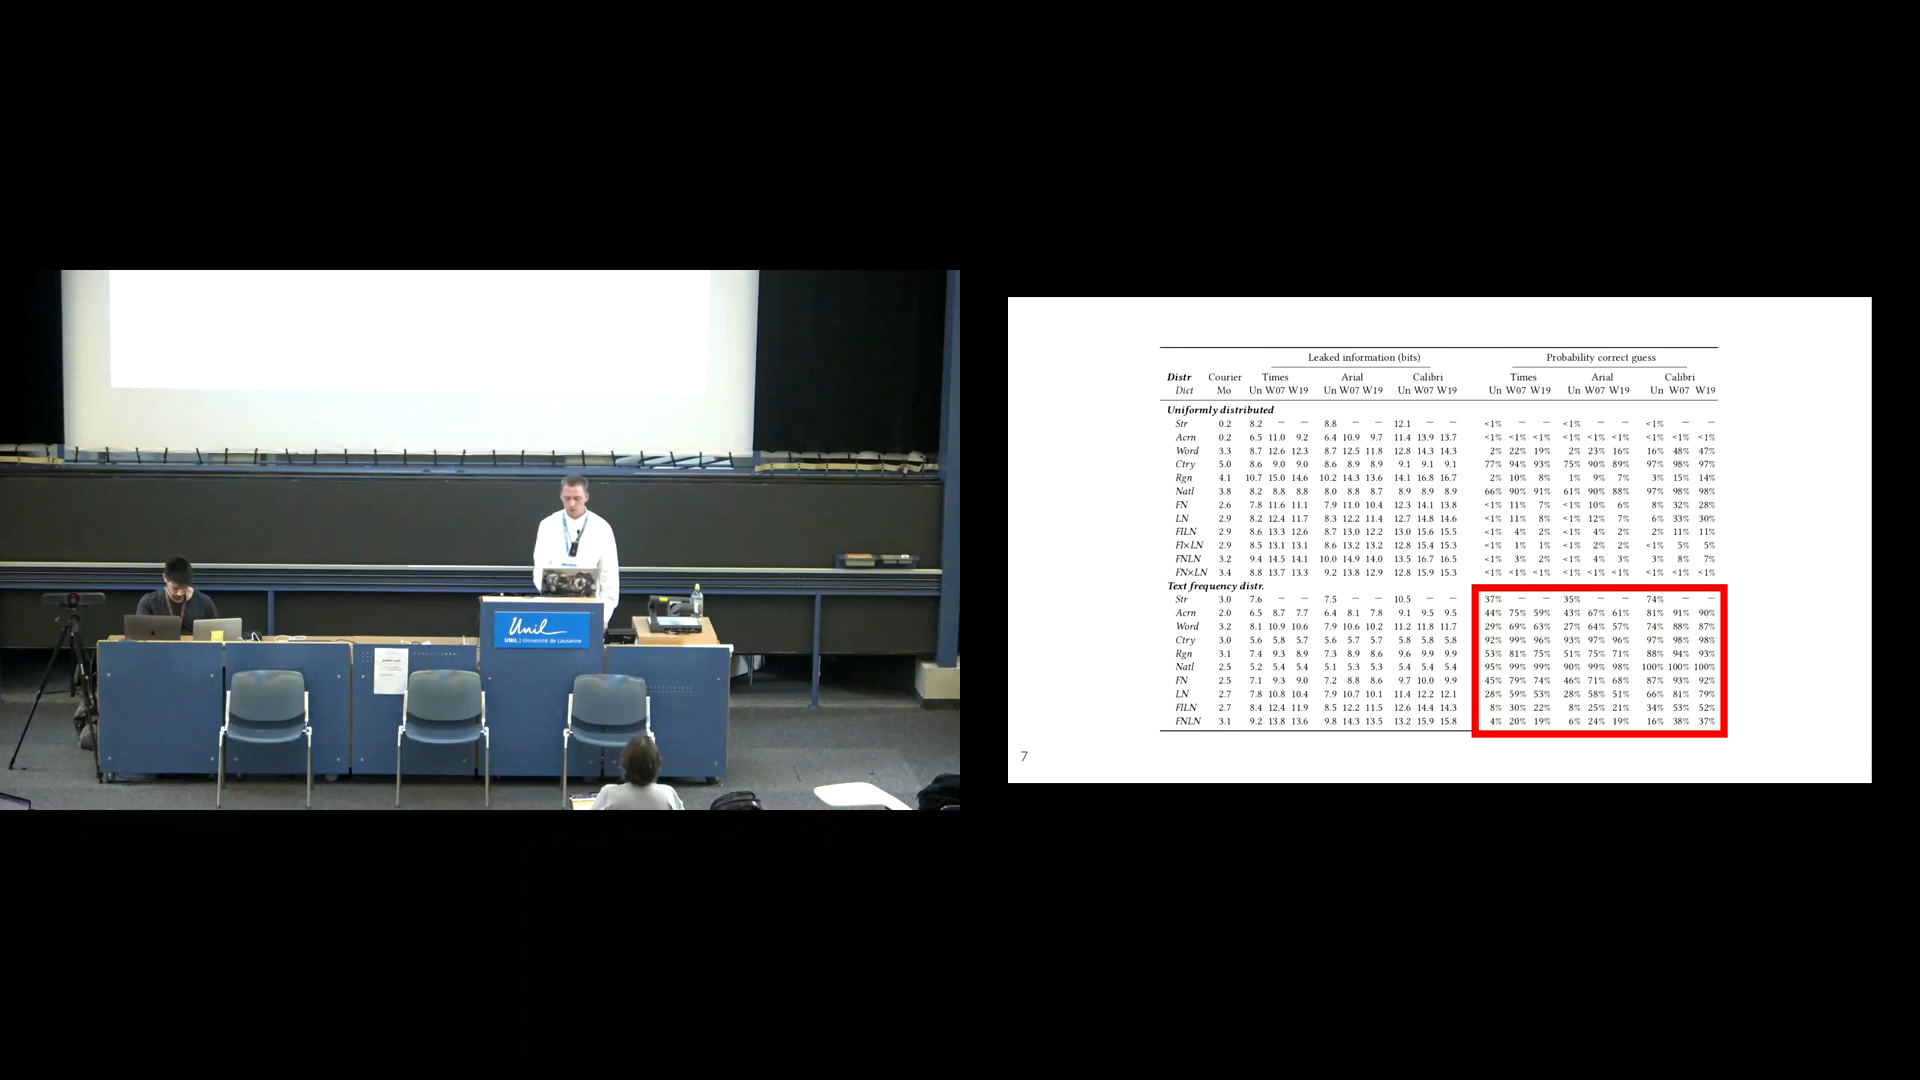 Unil
UNIL | Université de Lausanne
Leaked information (bits) Probability correct guess
Distr Courier Times Arial Calibri Times Arial Calibri
Dict Mo Un W07 W19 Un W07 W19 Un W07 W19 Un W07 W19 Un W07 W19 Un W07 W19
Uniformly distributed
Str 0.2 8.2 — — 8.8 — — 12.1 — — <1% — — <1% — — <1% — —
Acrn 0.2 6.5 11.0 9.2 6.4 10.9 9.7 11.4 13.9 13.7 <1% <1% <1% <1% <1% <1% <1% <1% <1%
Word 3.3 8.7 12.6 12.3 8.7 12.5 11.8 12.8 14.3 14.3 2% 22% 19% 2% 23% 16% 16% 48% 47%
Ctry 5.0 8.6 9.0 9.0 8.6 8.9 8.9 9.1 9.1 9.1 77% 94% 93% 75% 90% 89% 97% 98% 97%
Rgn 4.1 10.7 15.0 14.6 10.2 14.3 13.6 14.1 16.8 16.7 2% 10% 8% 1% 9% 7% 3% 15% 14%
Natl 3.8 8.2 8.8 8.8 8.0 8.8 8.7 8.9 8.9 8.9 66% 90% 91% 61% 90% 88% 97% 98% 98%
FN 2.6 7.8 11.6 11.1 7.9 11.0 10.4 12.3 14.1 13.8 <1% 11% 7% <1% 10% 6% 8% 32% 28%
LN 2.9 8.2 12.4 11.7 8.3 12.2 11.4 12.7 14.8 14.6 <1% 11% 8% <1% 12% 7% 6% 33% 30%
FILN 2.9 8.6 13.3 12.6 8.7 13.0 12.2 13.0 15.6 15.5 <1% 4% 2% <1% 4% 2% 2% 11% 11%
FI×LN 2.9 8.5 13.1 13.1 8.6 13.2 13.2 12.8 15.4 15.3 <1% 1% 1% <1% 2% 2% <1% 5% 5%
FNLN 3.2 9.4 14.5 14.1 10.0 14.9 14.0 13.5 16.7 16.5 <1% 3% 2% <1% 4% 3% 3% 8% 7%
FN×LN 3.4 8.8 13.7 13.3 9.2 13.8 12.9 12.8 15.9 15.3 <1% <1% <1% <1% <1% <1% <1% <1% <1%
Text frequency distr.
Str 3.0 7.6 — — 7.5 — — 10.5 — — 37% — — 35% — — 74% — —
Acrn 2.0 6.5 8.7 7.7 6.4 8.1 7.8 9.1 9.5 9.5 44% 75% 59% 43% 67% 61% 81% 91% 90%
Word 3.2 8.1 10.9 10.6 7.9 10.6 10.2 11.2 11.8 11.7 29% 69% 63% 27% 64% 57% 74% 88% 87%
Ctry 3.0 5.6 5.8 5.7 5.6 5.7 5.7 5.8 5.8 5.8 92% 99% 96% 93% 97% 96% 97% 98% 98%
Rgn 3.1 7.4 9.3 8.9 7.3 8.9 8.6 9.6 9.9 9.9 53% 81% 75% 51% 75% 71% 88% 94% 93%
Natl 2.5 5.2 5.4 5.4 5.1 5.3 5.3 5.4 5.4 5.4 95% 99% 99% 90% 99% 98% 100% 100% 100%
FN 2.5 7.1 9.3 9.0 7.2 8.8 8.6 9.7 10.0 9.9 45% 79% 74% 46% 71% 68% 87% 93% 92%
LN 2.7 7.8 10.8 10.4 7.9 10.7 10.1 11.4 12.2 12.1 28% 59% 53% 28% 58% 51% 66% 81% 79%
FILN 2.7 8.4 12.4 11.9 8.5 12.2 11.5 12.6 14.4 14.3 8% 30% 22% 8% 25% 21% 34% 53% 52%
FNLN 3.1 9.2 13.8 13.6 9.8 14.3 13.5 13.2 15.9 15.8 4% 20% 19% 6% 24% 19% 16% 38% 37%
7